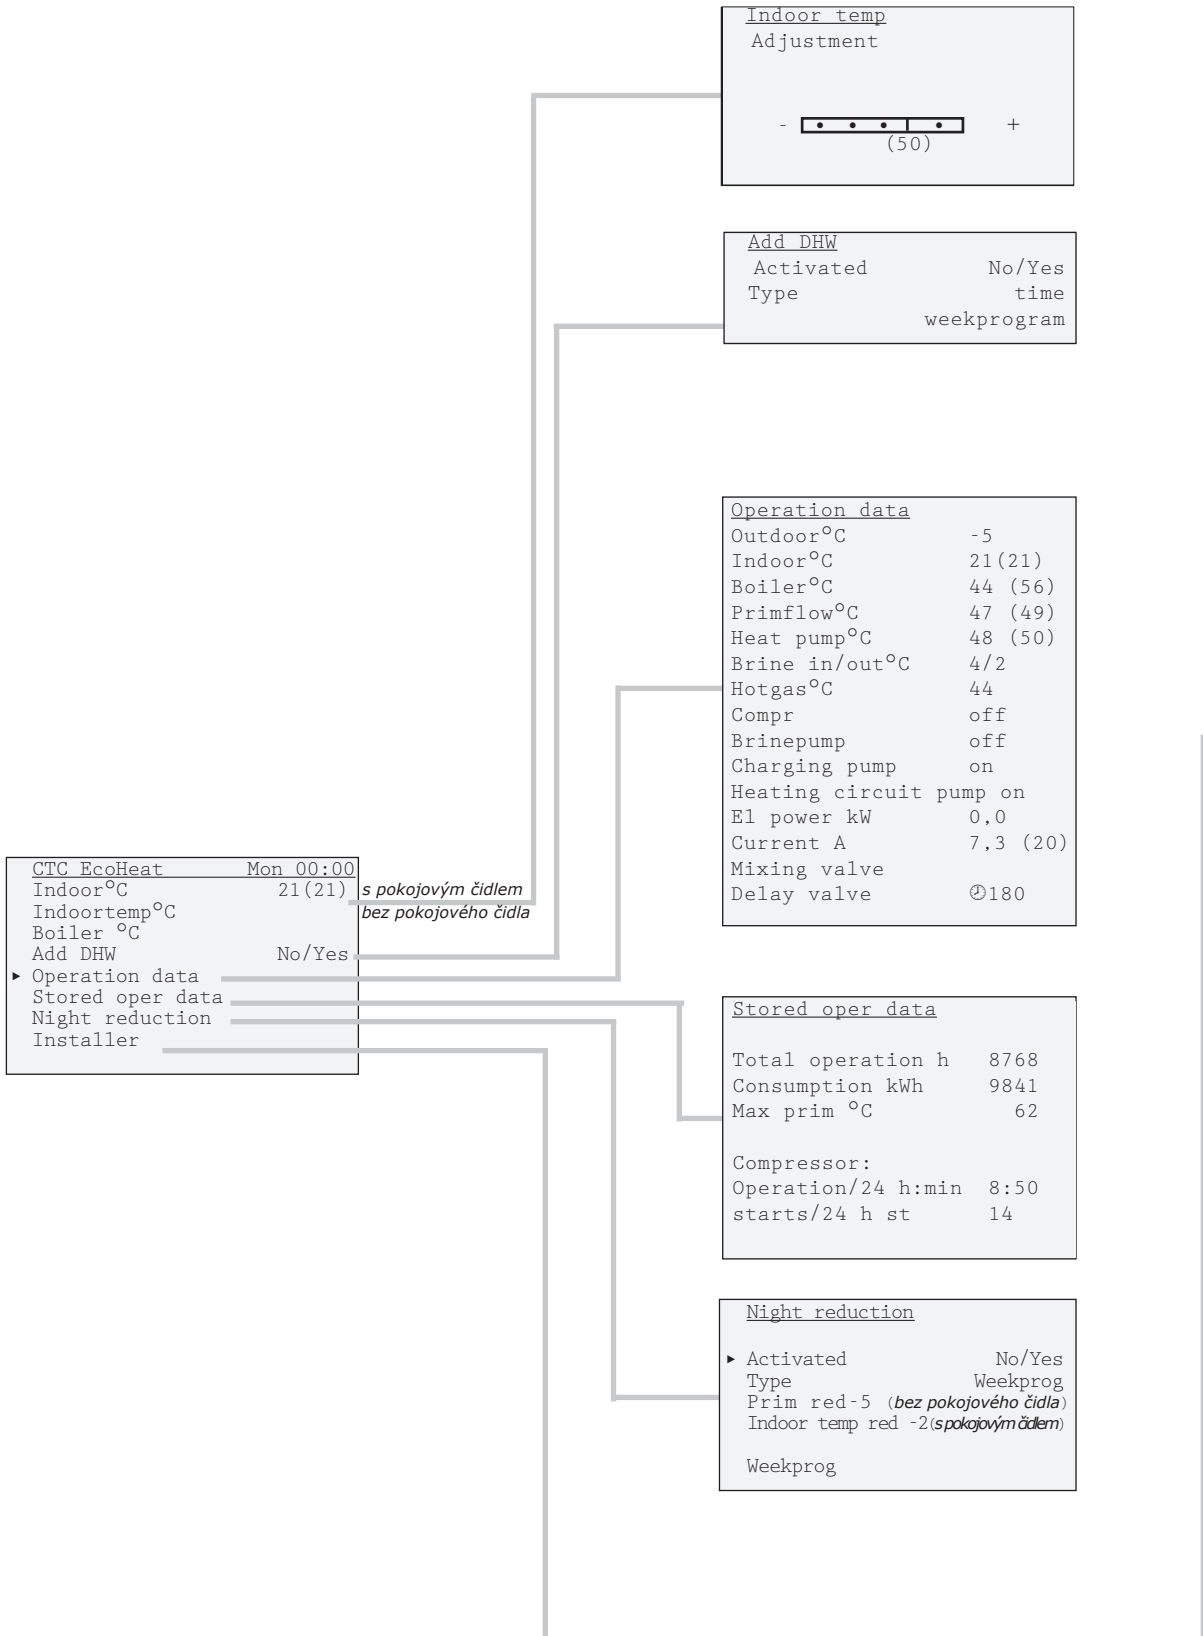 Indoor temp
Adjustment
- +
(50)
Add DHW
Activated No/Yes
Type time
weekprogram
Operation data
Outdoor°C -5
Indoor°C 21(21)
Boiler°C 44 (56)
Primflow°C 47 (49)
Heat pump°C 48 (50)
Brine in/out°C 4/2
Hotgas°C 44
Compr off
Brinepump off
Charging pump on
Heating circuit pump on
El power kW 0,0
Current A 7,3 (20)
Mixing valve
Delay valve 180
CTC EcoHeat Mon 00:00
Indoor°C 21(21) s pokojovým čidlem
Indoortemp°C bez pokojového čidla
Boiler °C
Add DHW No/Yes
Operation data
Stored oper data
Night reduction
Installer
Stored oper data
Total operation h 8768
Consumption kWh 9841
Max prim °C 62
Compressor:
Operation/24 h:min 8:50
starts/24 h st 14
Night reduction
Activated No/Yes
Type Weekprog
Prim red-5 (bez pokojového čidla)
Indoor temp red -2(s pokojovým čidlem)
Weekprog